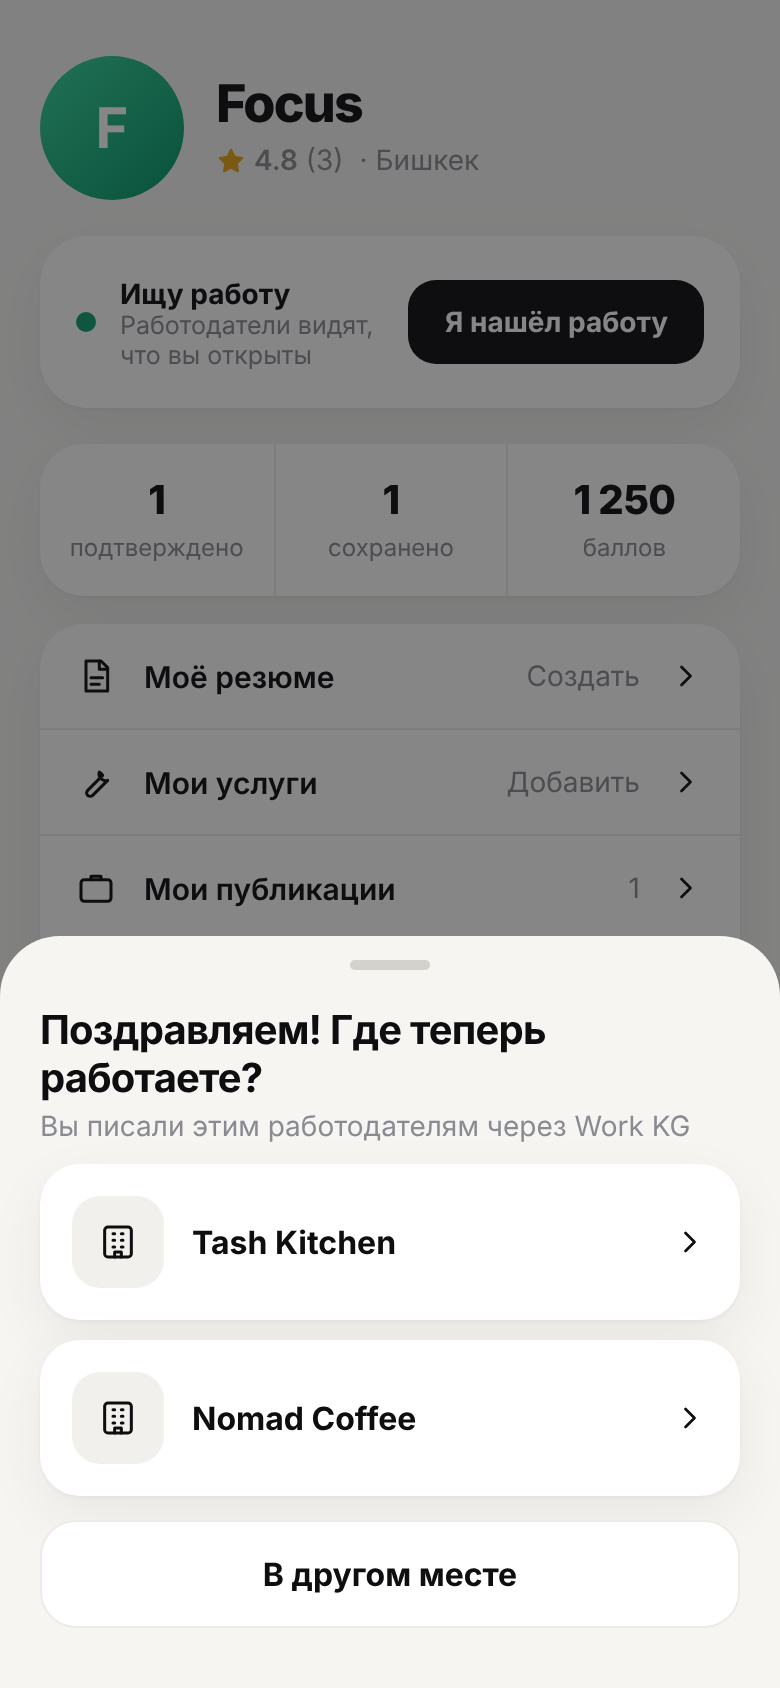 F
Focus
4.8 (3) · Бишкек
Ищу работу
Работодатели видят,
что вы открыты
Я нашёл работу
1
подтверждено
1
сохранено
1 250
баллов
Моё резюме
Создать
Мои услуги
Добавить
Мои публикации
1
Поздравляем! Где теперь
работаете?
Вы писали этим работодателям через Work KG
Tash Kitchen
Nomad Coffee
В другом месте